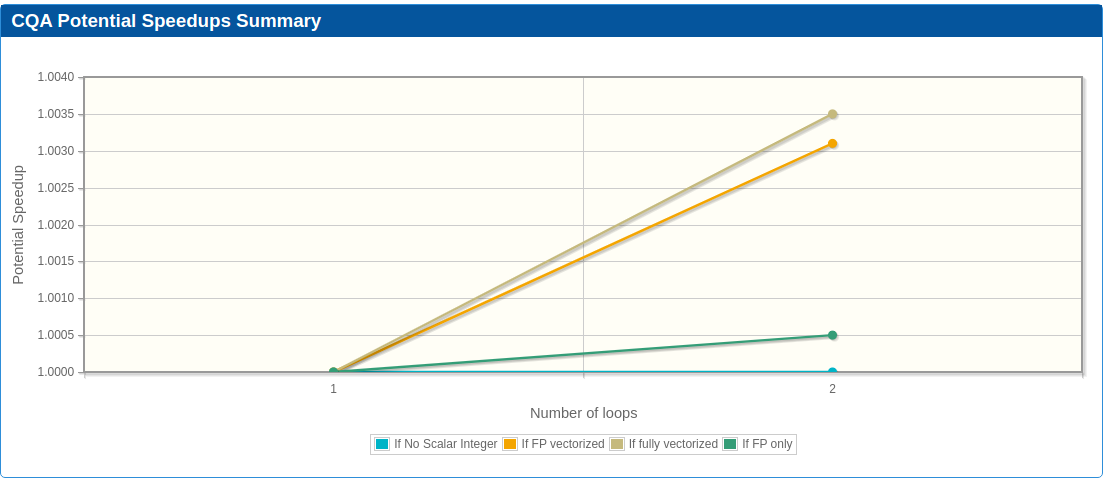 CQA Potential Speedups Summary
1.0040
1.0035
1.0030
1.0025
1.0020
1.0015
1.0010
1.0005
1.0000
Potential Speedup
1 2
Number of loops
If No Scalar Integer If FP vectorized If fully vectorized If FP only